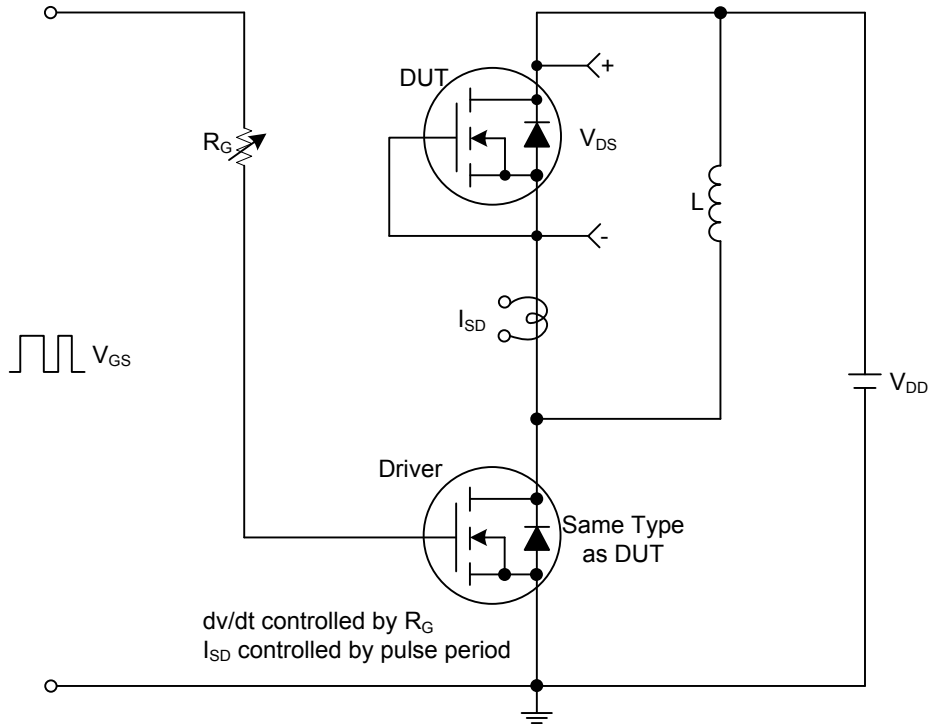 DUT
+
R_G
V_DS
L
-
I_SD
V_GS
V_DD
Driver
Same Type
as DUT
dv/dt controlled by R_G
I_SD controlled by pulse period